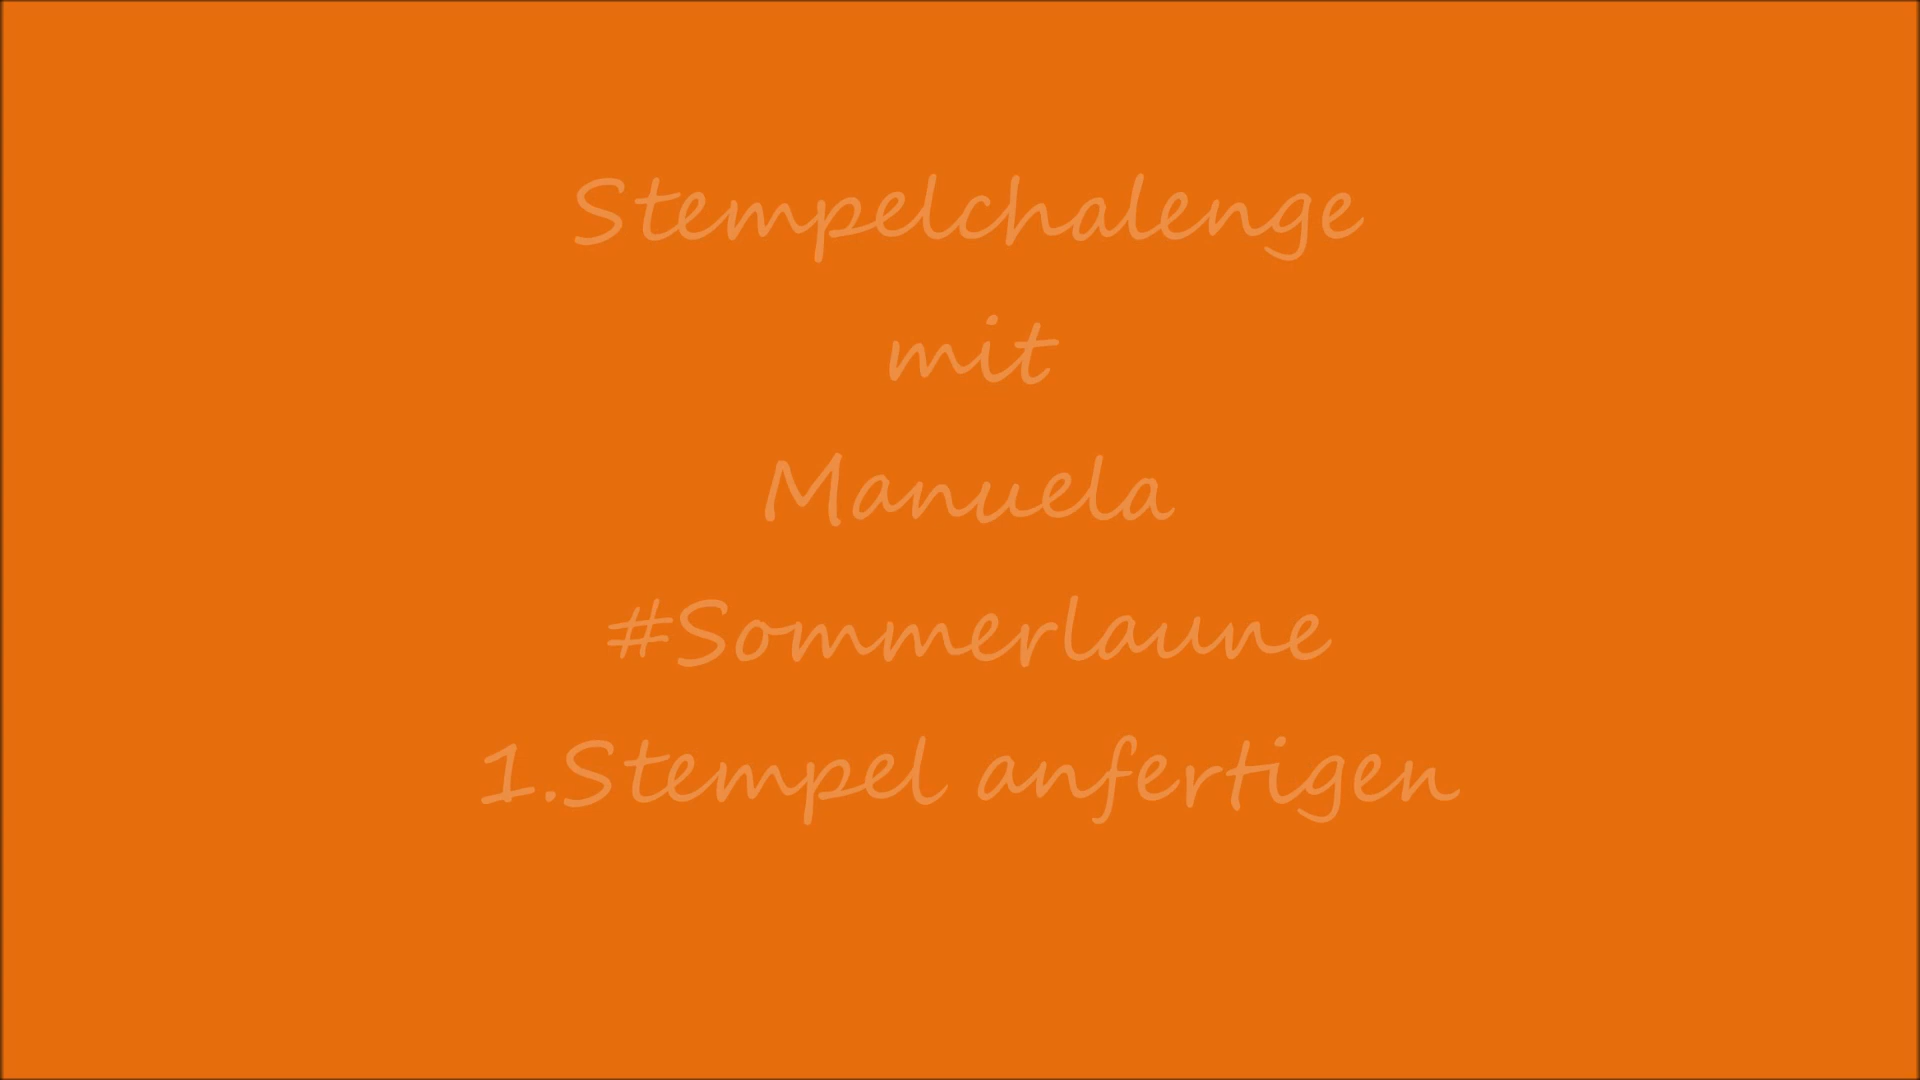 Stempelchalenge
mit
Manuela
#Sommerlaune
1.Stempel anfertigen